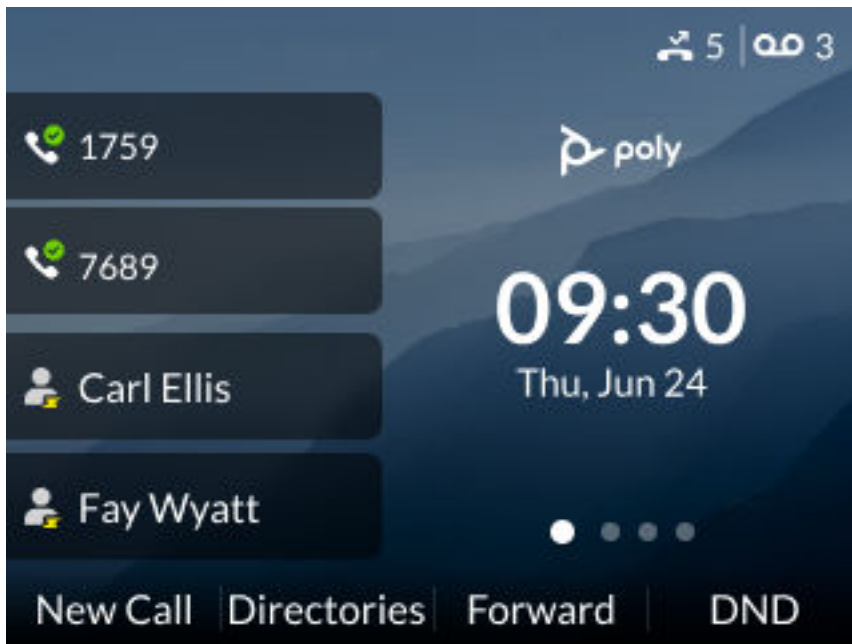 5 3
1759
poly
7689
09:30
Carl Ellis
Thu, Jun 24
Fay Wyatt
New Call Directories Forward DND